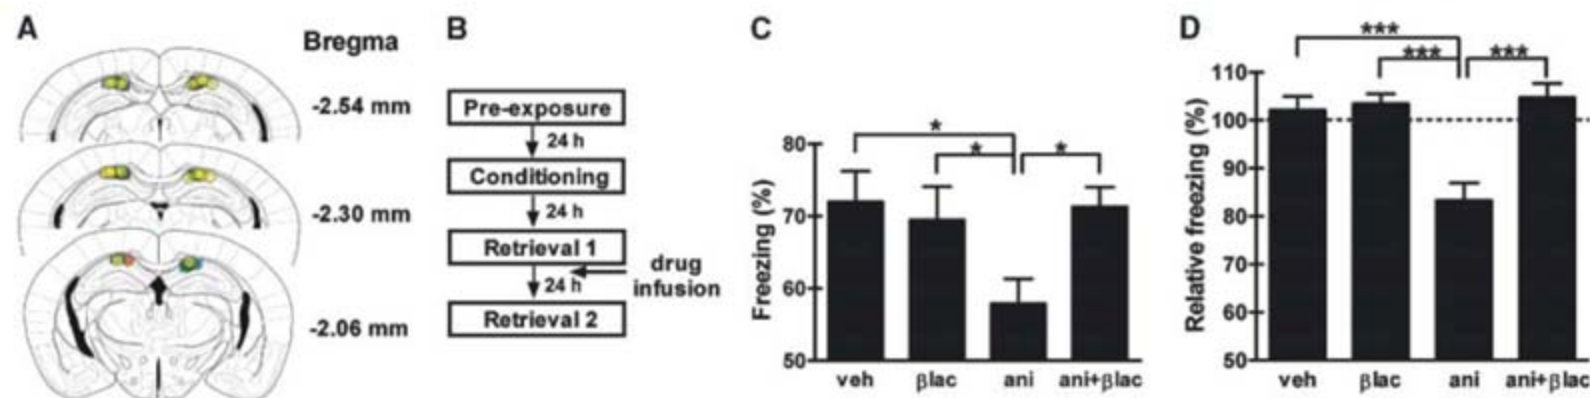 A
Bregma
-2.54 mm
-2.30 mm
-2.06 mm
B
Pre-exposure
24 h
Conditioning
24 h
Retrieval 1
24 h
drug
infusion
Retrieval 2
C
Freezing (%)
80
70
60
50
*
*
*
veh
βlac
ani
ani+βlac
D
Relative freezing (%)
110
100
90
80
70
60
50
***
***
***
veh
βlac
ani
ani+βlac